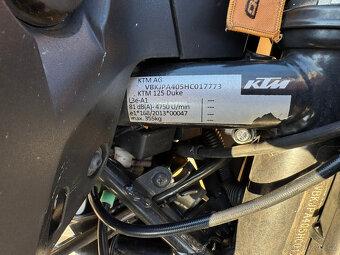 KTM AG
VBKJPA405HC017773
KTM 125 Duke
L3e-A1
81 dB(A)- 4750 U/min
e1*168/2013*00047
max. 355kg
---
---
---
---
KTM